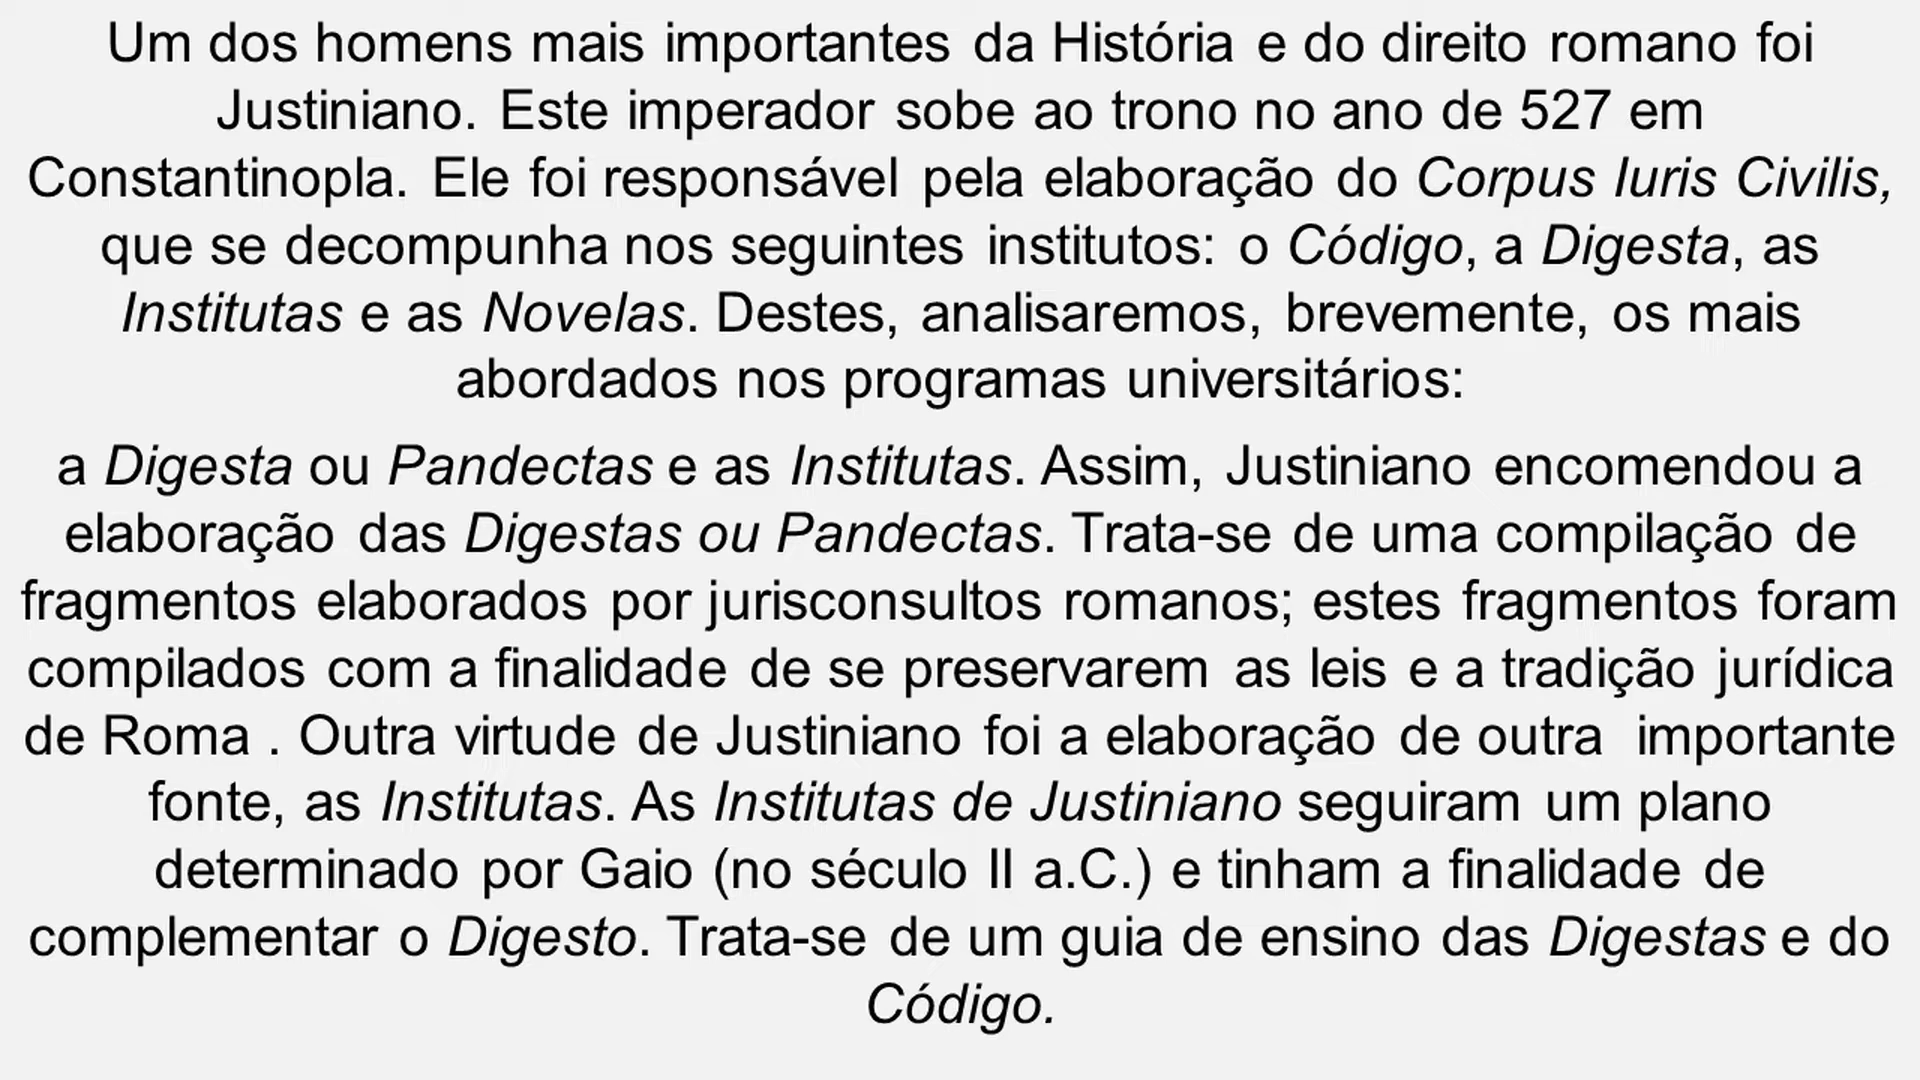 Um dos homens mais importantes da História e do direito romano foi
Justiniano. Este imperador sobe ao trono no ano de 527 em
Constantinopla. Ele foi responsável pela elaboração do Corpus Iuris Civilis,
que se decompunha nos seguintes institutos: o Código, a Digesta, as
Institutas e as Novelas. Destes, analisaremos, brevemente, os mais
abordados nos programas universitários:
a Digesta ou Pandectas e as Institutas. Assim, Justiniano encomendou a
elaboração das Digestas ou Pandectas. Trata-se de uma compilação de
fragmentos elaborados por jurisconsultos romanos; estes fragmentos foram
compilados com a finalidade de se preservarem as leis e a tradição jurídica
de Roma . Outra virtude de Justiniano foi a elaboração de outra importante
fonte, as Institutas. As Institutas de Justiniano seguiram um plano
determinado por Gaio (no século II a.C.) e tinham a finalidade de
complementar o Digesto. Trata-se de um guia de ensino das Digestas e do
Código.